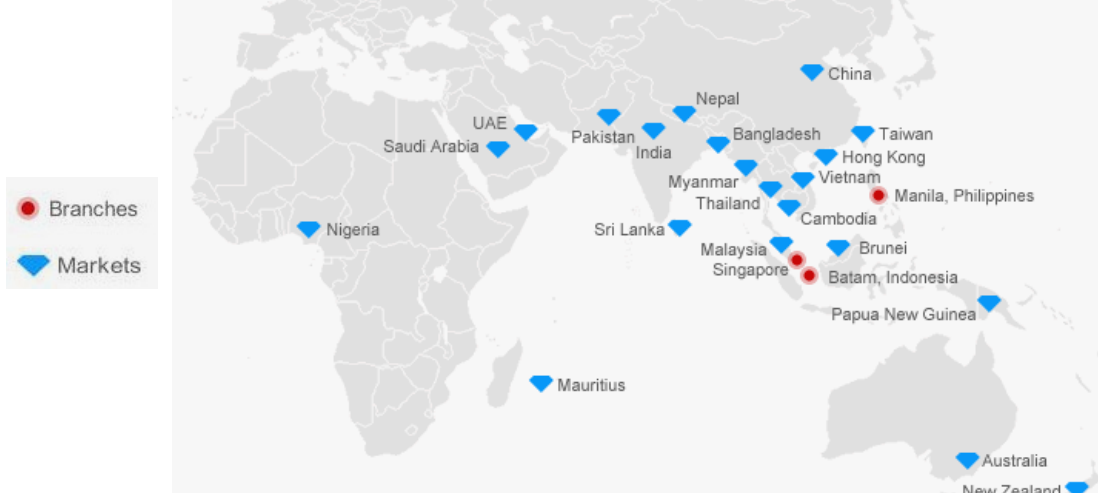 Branches
Markets
China
Nepal
UAE
Pakistan
Bangladesh
Taiwan
Saudi Arabia
India
Hong Kong
Myanmar
Vietnam
Thailand
Manila, Philippines
Cambodia
Nigeria
Sri Lanka
Malaysia
Brunei
Singapore
Batam, Indonesia
Papua New Guinea
Mauritius
Australia
New Zealand